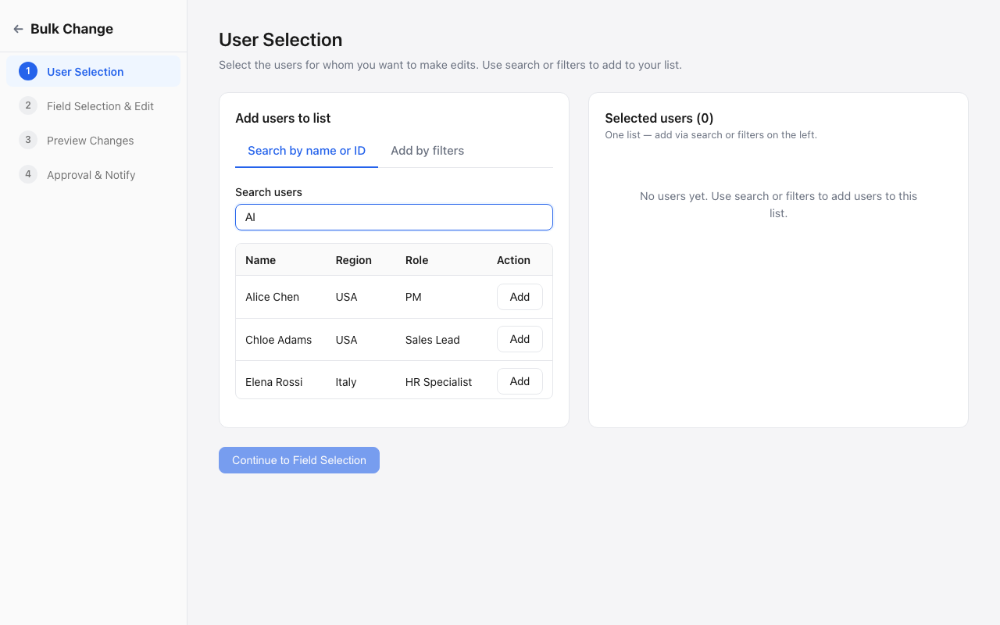 ← Bulk Change
1 User Selection
2 Field Selection & Edit
3 Preview Changes
4 Approval & Notify
User Selection
Select the users for whom you want to make edits. Use search or filters to add to your list.
Add users to list
Search by name or ID Add by filters
Search users
Al
Name Region Role Action
Alice Chen USA PM Add
Chloe Adams USA Sales Lead Add
Elena Rossi Italy HR Specialist Add
Selected users (0)
One list — add via search or filters on the left.
No users yet. Use search or filters to add users to this
list.
Continue to Field Selection